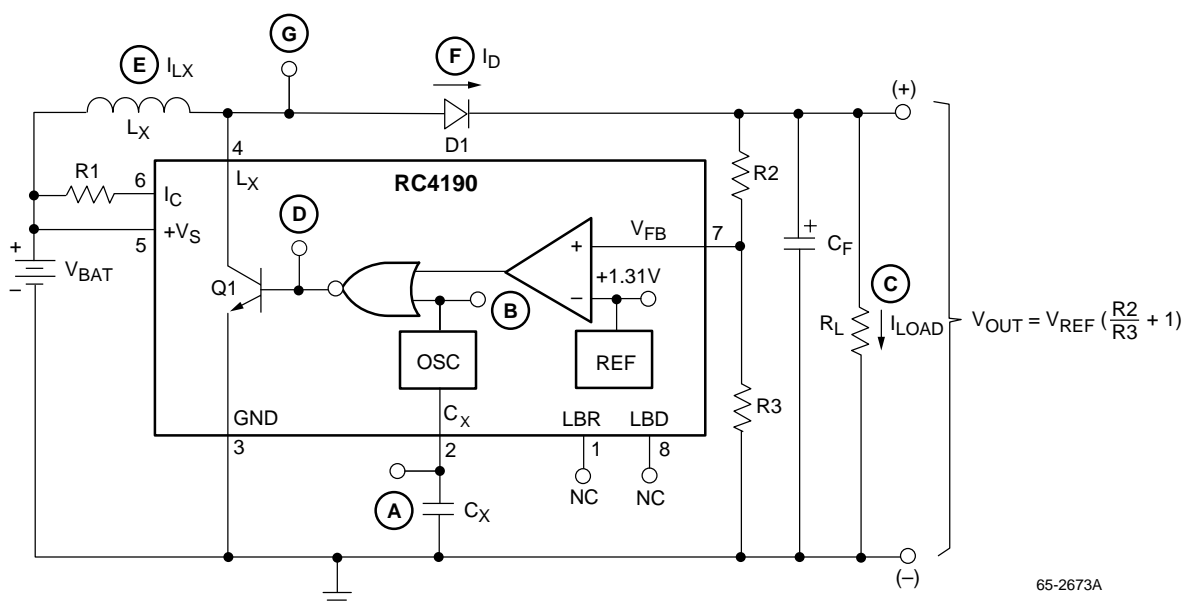 G
E I_LX
F I_D
(+)
L_X
D1
4
R1
6
L_X
RC4190
R2
I_C
D
+V_S
5
V_FB
7
+
V_BAT
–
Q1
+
+1.31V
–
B
+
C_F
C
R_L
I_LOAD
V_OUT = V_REF (R2/R3 + 1)
OSC
REF
R3
GND
C_X
LBR
LBD
3
2
1
8
NC
NC
A
C_X
(–)
65-2673A